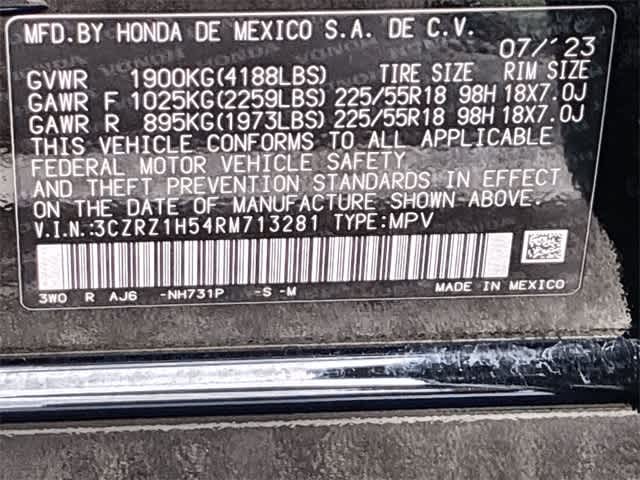 MFD.BY HONDA DE MEXICO S.A. DE C.V.
07/'23
GVWR 1900KG(4188LBS) TIRE SIZE RIM SIZE
GAWR F 1025KG(2259LBS) 225/55R18 98H 18X7.0J
GAWR R 895KG(1973LBS) 225/55R18 98H 18X7.0J
THIS VEHICLE CONFORMS TO ALL APPLICABLE
FEDERAL MOTOR VEHICLE SAFETY
AND THEFT PREVENTION STANDARDS IN EFFECT
ON THE DATE OF MANUFACTURE SHOWN ABOVE.
V.I.N.:3CZRZ1H54RM713281 TYPE:MPV
3W0 R AJ6 -NH731P -S -M MADE IN MEXICO